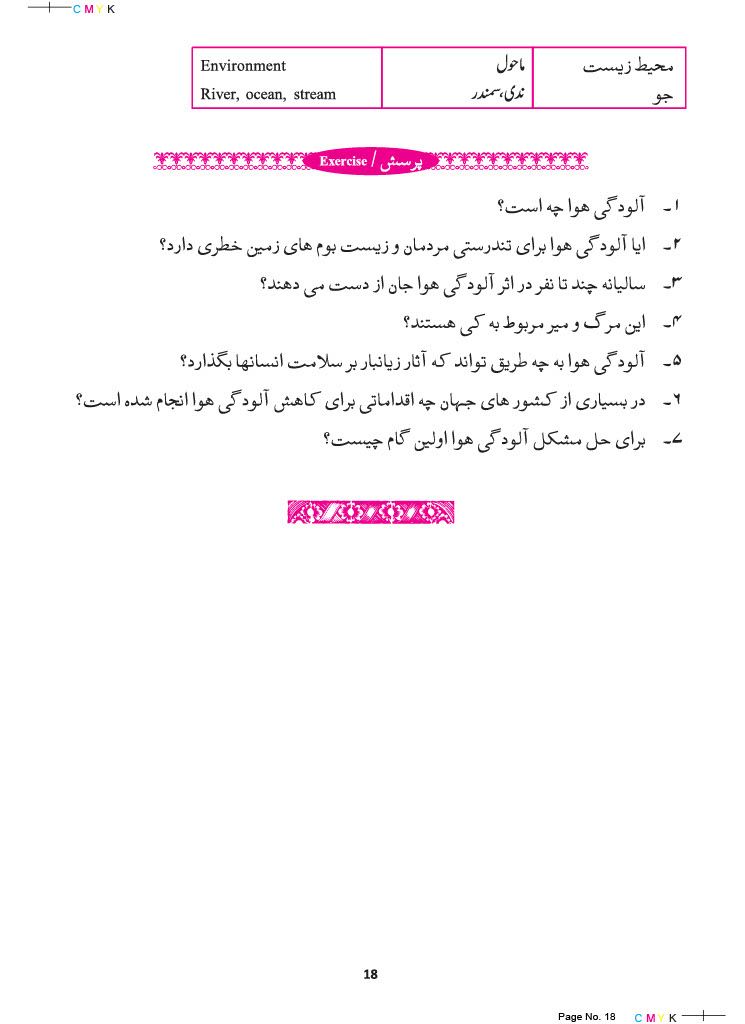 CMYK
محیط زیست ماحول Environment
جو ندی، سمندر River, ocean, stream
پرسش / Exercise
۱۔ آلودگی هوا چه است؟
۲۔ ایا آلودگی هوا برای تندرستی مردمان و زیست بوم های زمین خطری دارد؟
۳۔ سالیانه چند تا نفر در اثر آلودگی هوا جان از دست می دهند؟
۴۔ این مرگ و میر مربوط به کی هستند؟
۵۔ آلودگی هوا به چه طریق تواند که آثار زیانبار بر سلامت انسانها بگذارد؟
۶۔ در بسیاری از کشور های جهان چه اقداماتی برای کاهش آلودگی هوا انجام شده است؟
۷۔ برای حل مشکل آلودگی هوا اولین گام چیست؟
18
Page No. 18 CMYK